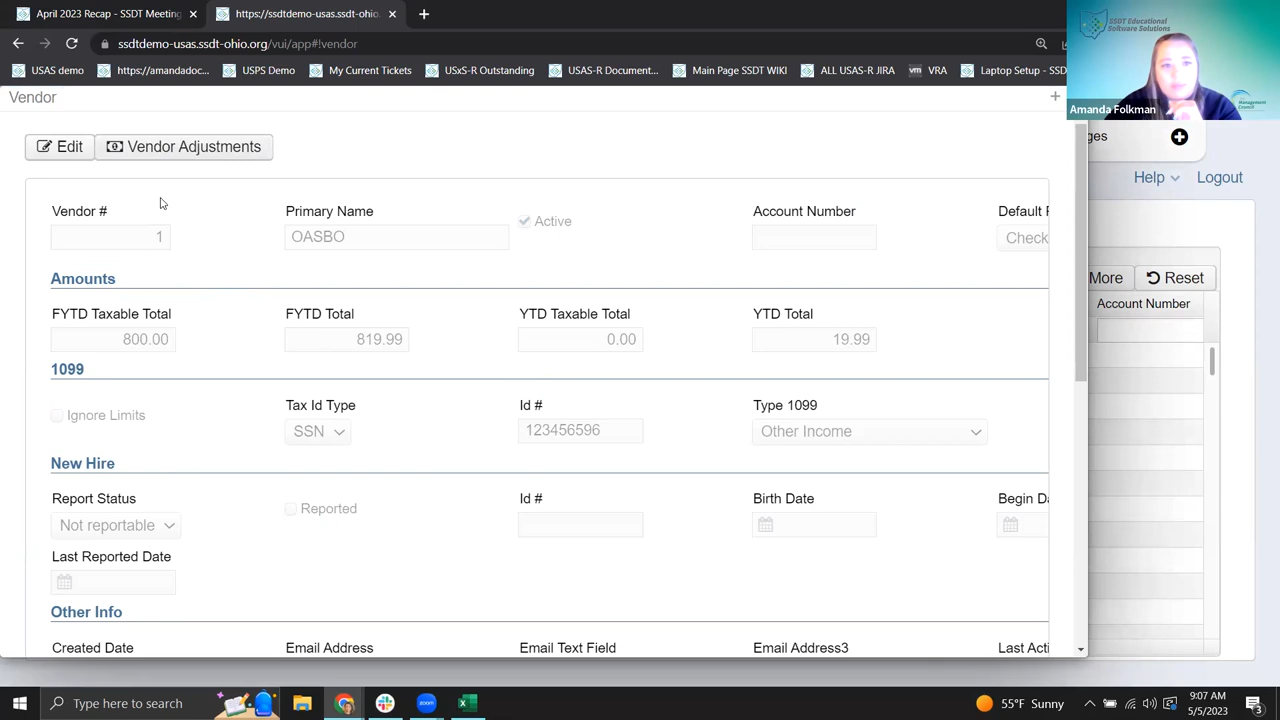 April 2023 Presentation - USAS- ×
https://ssdtdemo-usas.ssdt-ohio. ×
+
ssdtdemo-usas.ssdt-ohio.org/vui/app#!vendor
USAS demo
https://amandatc.o...
USPS Demo
My Current Tickets
UsxS-R Outstanding
USAS-R Document...
Main Page SSDT WIKI
ALL USAS-R JIRA
VRA
Laptop Setup - SSD
SSDT Educational
Software Solutions
Management
Council
Amanda Folkman
Vendor
+
ges
Help
Logout
Edit
Vendor Adjustments
Vendor #
Primary Name
Active
Account Number
Default F
1
OASBO
Check
More
Reset
Account Number
Amounts
FYTD Taxable Total
FYTD Total
YTD Taxable Total
YTD Total
800.00
819.99
0.00
19.99
1099
Ignore Limits
Tax Id Type
Id #
Type 1099
SSN
123456596
Other Income
New Hire
Report Status
Reported
Id #
Birth Date
Begin Da
Not reportable
Last Reported Date
Other Info
Created Date
Email Address
Email Text Field
Email Address3
Last Acti
Type here to search
zoom
55°F Sunny
9:07 AM
5/5/2023
3